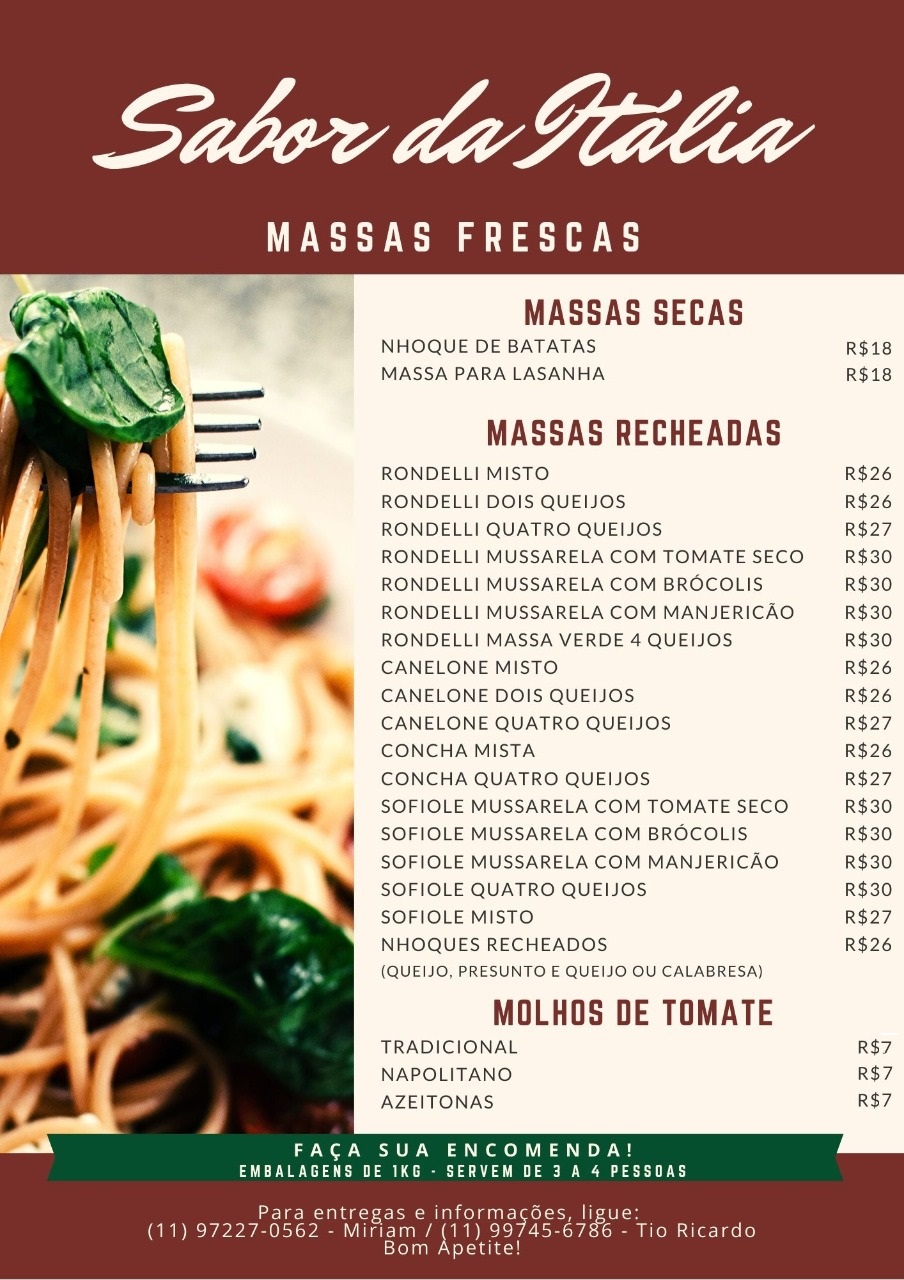 Sabor da Itália
MASSAS FRESCAS
MASSAS SECAS
NHOQUE DE BATATAS R$18
MASSA PARA LASANHA R$18
MASSAS RECHEADAS
RONDELLI MISTO R$26
RONDELLI DOIS QUEIJOS R$26
RONDELLI QUATRO QUEIJOS R$27
RONDELLI MUSSARELA COM TOMATE SECO R$30
RONDELLI MUSSARELA COM BRÓCOLIS R$30
RONDELLI MUSSARELA COM MANJERICÃO R$30
RONDELLI MASSA VERDE 4 QUEIJOS R$30
CANELONE MISTO R$26
CANELONE DOIS QUEIJOS R$26
CANELONE QUATRO QUEIJOS R$27
CONCHA MISTA R$26
CONCHA QUATRO QUEIJOS R$27
SOFIOLE MUSSARELA COM TOMATE SECO R$30
SOFIOLE MUSSARELA COM BRÓCOLIS R$30
SOFIOLE MUSSARELA COM MANJERICÃO R$30
SOFIOLE QUATRO QUEIJOS R$30
SOFIOLE MISTO R$27
NHOQUES RECHEADOS R$26
(QUEIJO, PRESUNTO E QUEIJO OU CALABRESA)
MOLHOS DE TOMATE
TRADICIONAL R$7
NAPOLITANO R$7
AZEITONAS R$7
FAÇA SUA ENCOMENDA!
EMBALAGENS DE 1KG - SERVEM DE 3 A 4 PESSOAS
Para entregas e informações, ligue:
(11) 97227-0562 - Miriam / (11) 99745-6786 - Tio Ricardo
Bom Apetite!